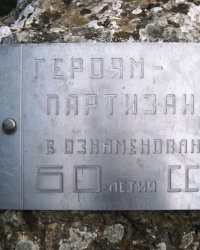 ГЕРОЯМ-
ПАРТИЗАН
В ОЗНАМЕНОВАН
60-ЛЕТИЯ СС